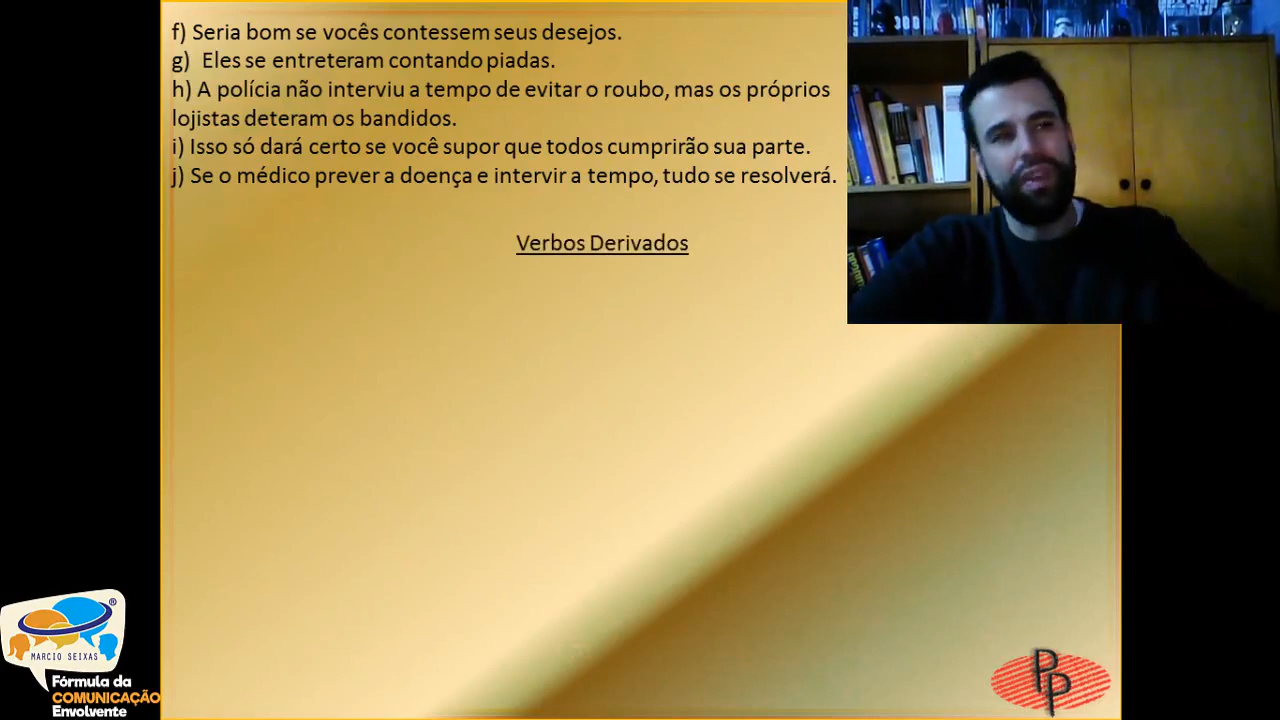 f) Seria bom se vocês contessem seus desejos.
g) Eles se entreteram contando piadas.
h) A polícia não interviu a tempo de evitar o roubo, mas os próprios
lojistas deteram os bandidos.
i) Isso só dará certo se você supor que todos cumprirão sua parte.
j) Se o médico prever a doença e intervir a tempo, tudo se resolverá.
Verbos Derivados
MARCIO SEIXAS
®
Fórmula da
COMUNICAÇÃO
Envolvente
PP